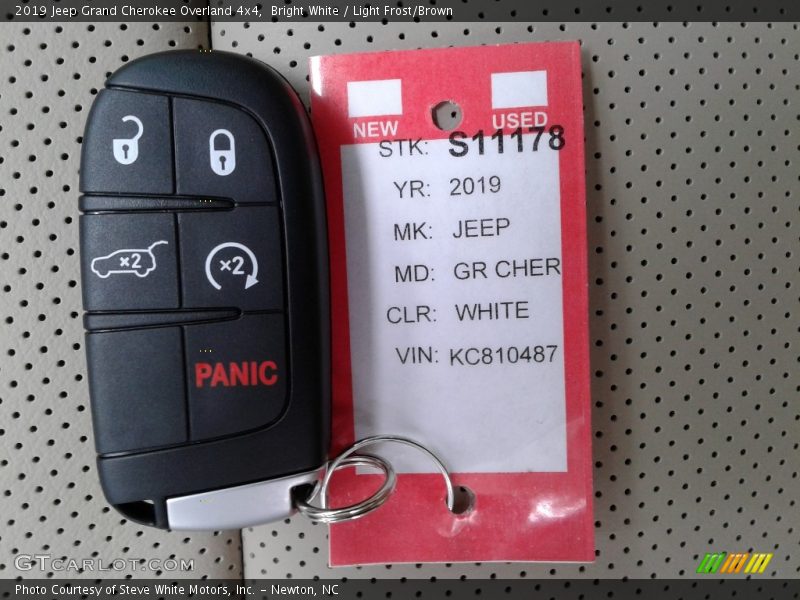 2019 Jeep Grand Cherokee Overland 4x4,  Bright White / Light Frost/Brown
NEW USED
STK: S11178
YR: 2019
MK: JEEP
MD: GR CHER
CLR: WHITE
VIN: KC810487
x2 x2
PANIC
GTCARLOT.COM
Photo Courtesy of Steve White Motors, Inc. – Newton, NC